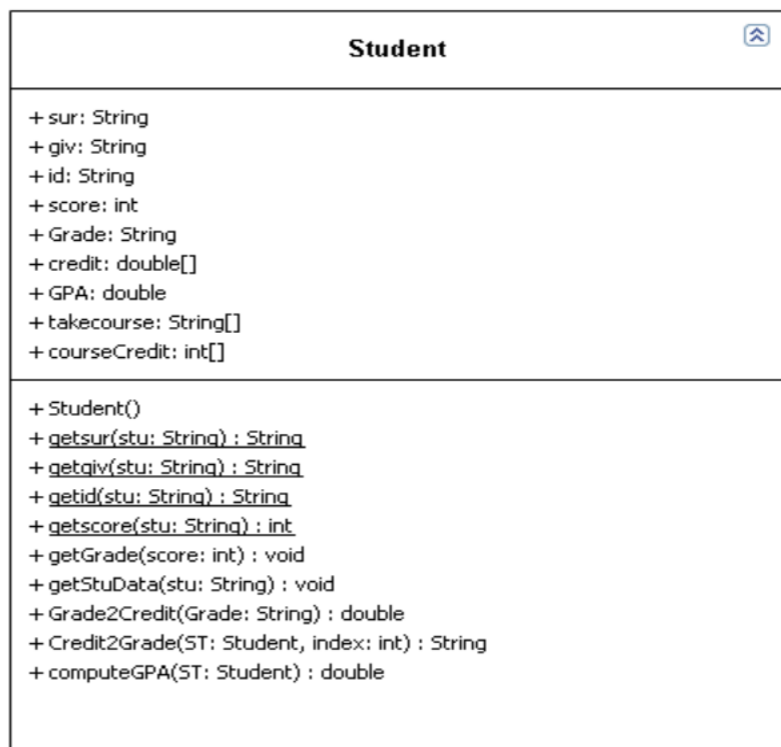 Student
+ sur: String
+ giv: String
+ id: String
+ score: int
+ Grade: String
+ credit: double[]
+ GPA: double
+ takecourse: String[]
+ courseCredit: int[]
+ Student()
+ getsur(stu: String) : String
+ getgiv(stu: String) : String
+ getid(stu: String) : String
+ getscore(stu: String) : int
+ getGrade(score: int) : void
+ getStuData(stu: String) : void
+ Grade2Credit(Grade: String) : double
+ Credit2Grade(ST: Student, index: int) : String
+ computeGPA(ST: Student) : double